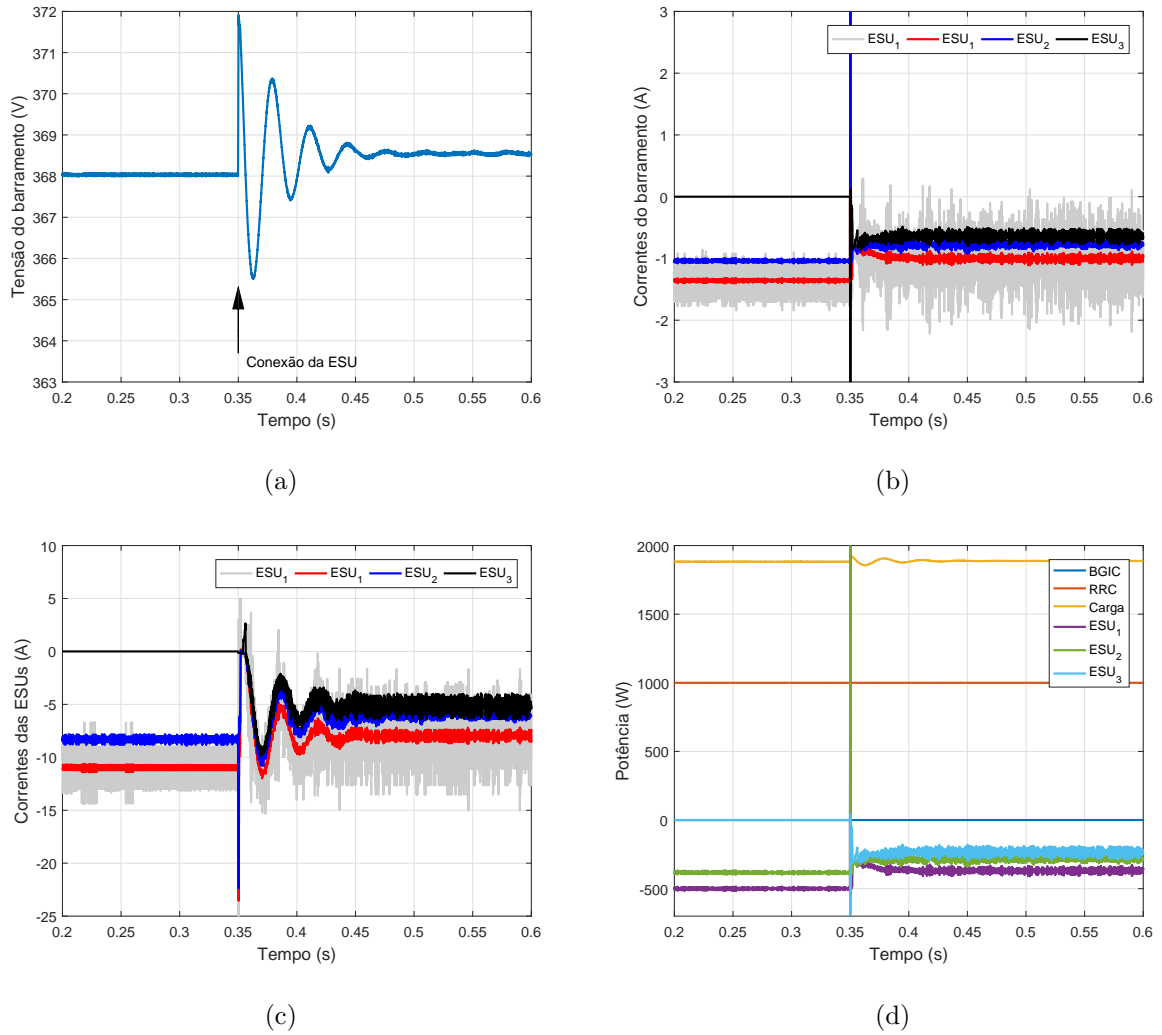 372
371
370
369
368
367
366
365
364
363
Tensão do barramento (V)
Conexão da ESU
0.2 0.25 0.3 0.35 0.4 0.45 0.5 0.55 0.6
Tempo (s)
(a)
3
2
1
0
-1
-2
-3
Correntes do barramento (A)
ESU1 ESU1 ESU2 ESU3
0.2 0.25 0.3 0.35 0.4 0.45 0.5 0.55 0.6
Tempo (s)
(b)
10
5
0
-5
-10
-15
-20
-25
Correntes das ESUs (A)
ESU1 ESU1 ESU2 ESU3
0.2 0.25 0.3 0.35 0.4 0.45 0.5 0.55 0.6
Tempo (s)
(c)
2000
1500
1000
500
0
-500
Potência (W)
BGIC
RRC
Carga
ESU1
ESU2
ESU3
0.2 0.25 0.3 0.35 0.4 0.45 0.5 0.55 0.6
Tempo (s)
(d)